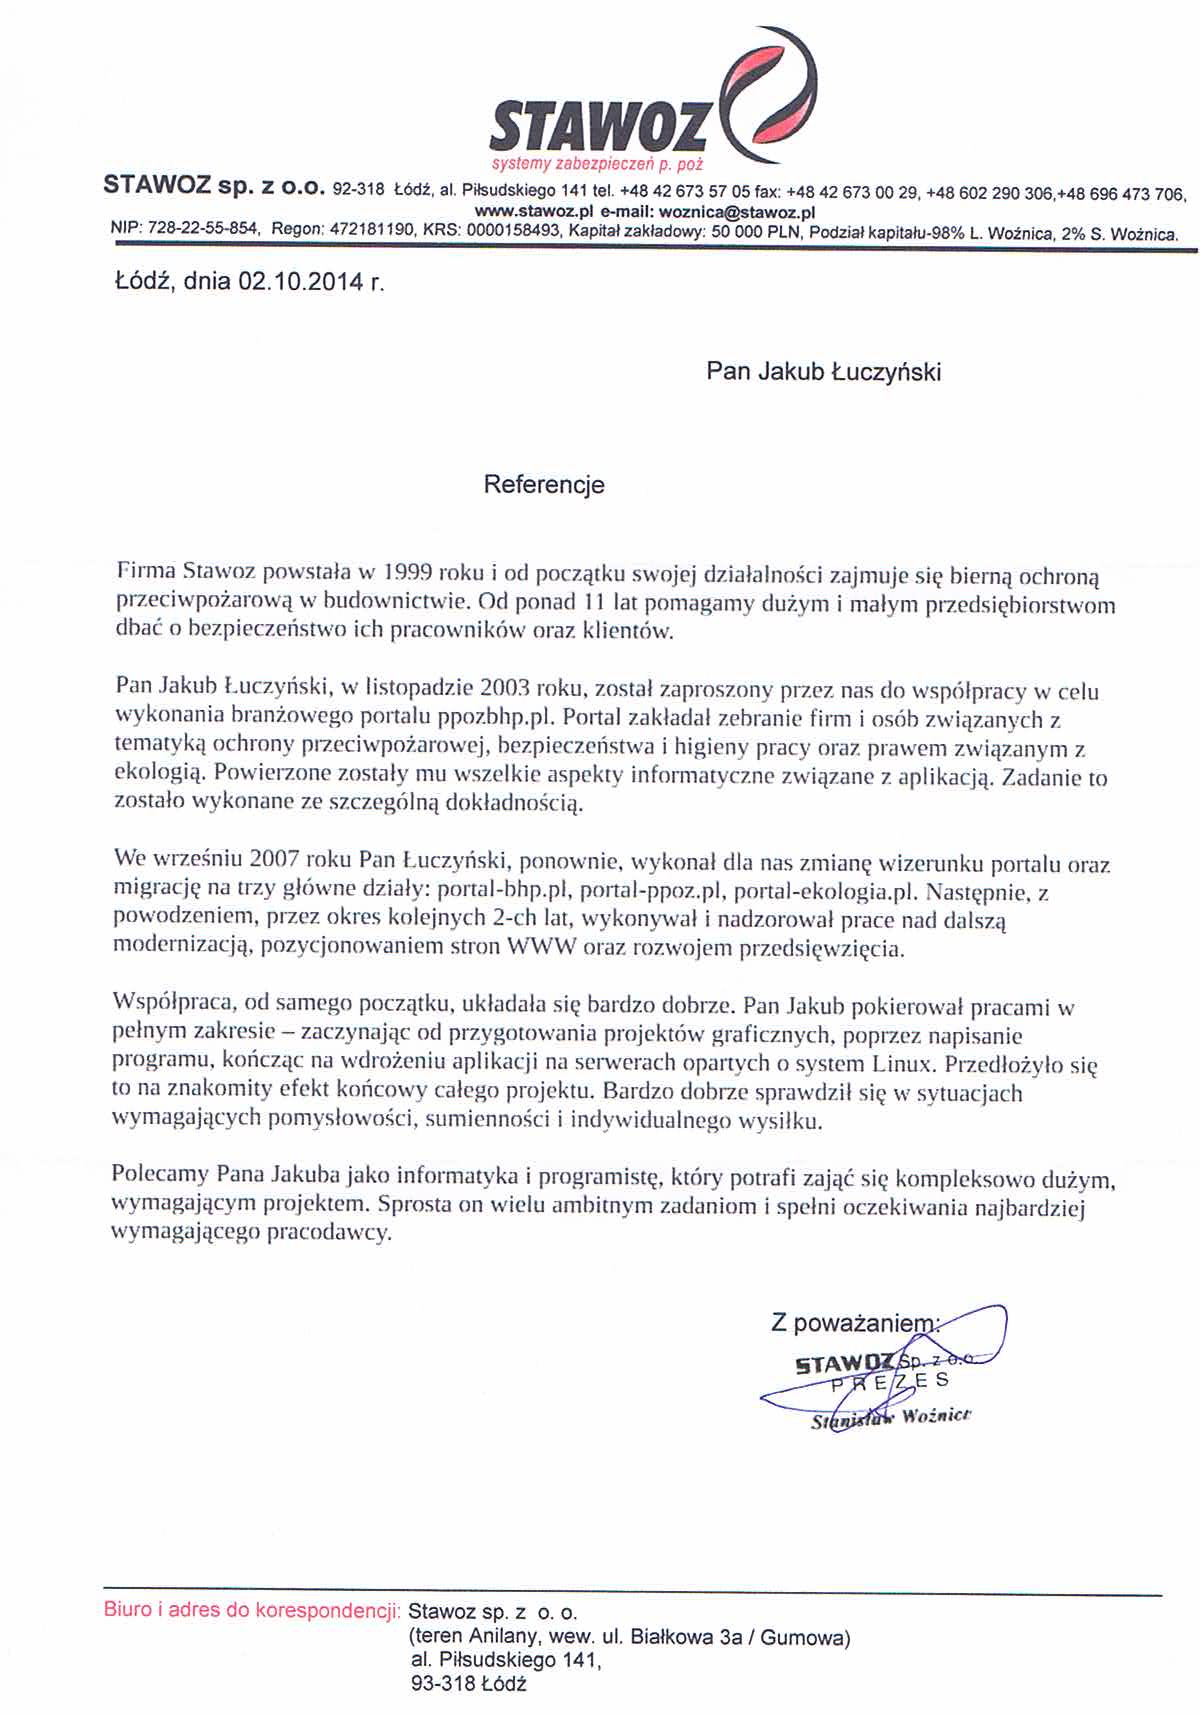 STAWOZ
systemy zabezpieczeń p. poż
STAWOZ sp. z o.o. 92-318 Łódź, al. Piłsudskiego 141 tel. +48 42 673 57 05 fax: +48 42 673 00 29, +48 602 290 306,+48 696 473 706,
www.stawoz.pl e-mail: woznica@stawoz.pl
NIP: 728-22-55-854, Regon: 472181190, KRS: 0000158493, Kapitał zakładowy: 50 000 PLN, Podział kapitału-98% L. Woźnica, 2% S. Woźnica.
Łódź, dnia 02.10.2014 r.
Pan Jakub Łuczyński
Referencje
Firma Stawoz powstała w 1999 roku i od początku swojej działalności zajmuje się bierną ochroną
przeciwpożarową w budownictwie. Od ponad 11 lat pomagamy dużym i małym przedsiębiorstwom
dbać o bezpieczeństwo ich pracowników oraz klientów.
Pan Jakub Łuczyński, w listopadzie 2003 roku, został zaproszony przez nas do współpracy w celu
wykonania branżowego portalu ppozbhp.pl. Portal zakładał zebranie firm i osób związanych z
tematyką ochrony przeciwpożarowej, bezpieczeństwa i higieny pracy oraz prawem związanym z
ekologią. Powierzone zostały mu wszelkie aspekty informatyczne związane z aplikacją. Zadanie to
zostało wykonane ze szczególną dokładnością.
We wrześniu 2007 roku Pan Łuczyński, ponownie, wykonał dla nas zmianę wizerunku portalu oraz
migrację na trzy główne działy: portal-bhp.pl, portal-ppoz.pl, portal-ekologia.pl. Następnie, z
powodzeniem, przez okres kolejnych 2-ch lat, wykonywał i nadzorował prace nad dalszą
modernizacją, pozycjonowaniem stron WWW oraz rozwojem przedsięwzięcia.
Współpraca, od samego początku, układała się bardzo dobrze. Pan Jakub pokierował pracami w
pełnym zakresie – zaczynając od przygotowania projektów graficznych, poprzez napisanie
programu, kończąc na wdrożeniu aplikacji na serwerach opartych o system Linux. Przedłożyło się
to na znakomity efekt końcowy całego projektu. Bardzo dobrze sprawdził się w sytuacjach
wymagających pomysłowości, sumienności i indywidualnego wysiłku.
Polecamy Pana Jakuba jako informatyka i programistę, który potrafi zająć się kompleksowo dużym,
wymagającym projektem. Sprosta on wielu ambitnym zadaniom i spełni oczekiwania najbardziej
wymagającego pracodawcy.
Z poważaniem:
STAWOZ Sp. z o.o.
PREZES
Stanisław Woźnica
Biuro i adres do korespondencji: Stawoz sp. z o. o.
(teren Anilany, wew. ul. Białkowa 3a / Gumowa)
al. Piłsudskiego 141,
93-318 Łódź